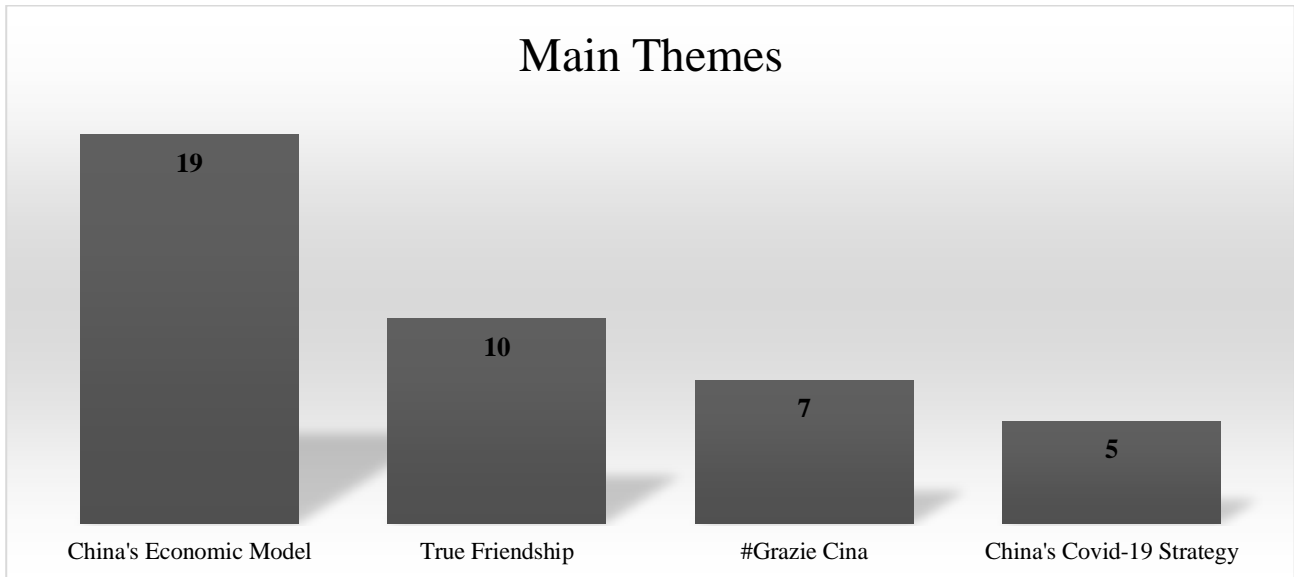 Main Themes
19
10
7
5
China's Economic Model
True Friendship
#Grazie Cina
China's Covid-19 Strategy